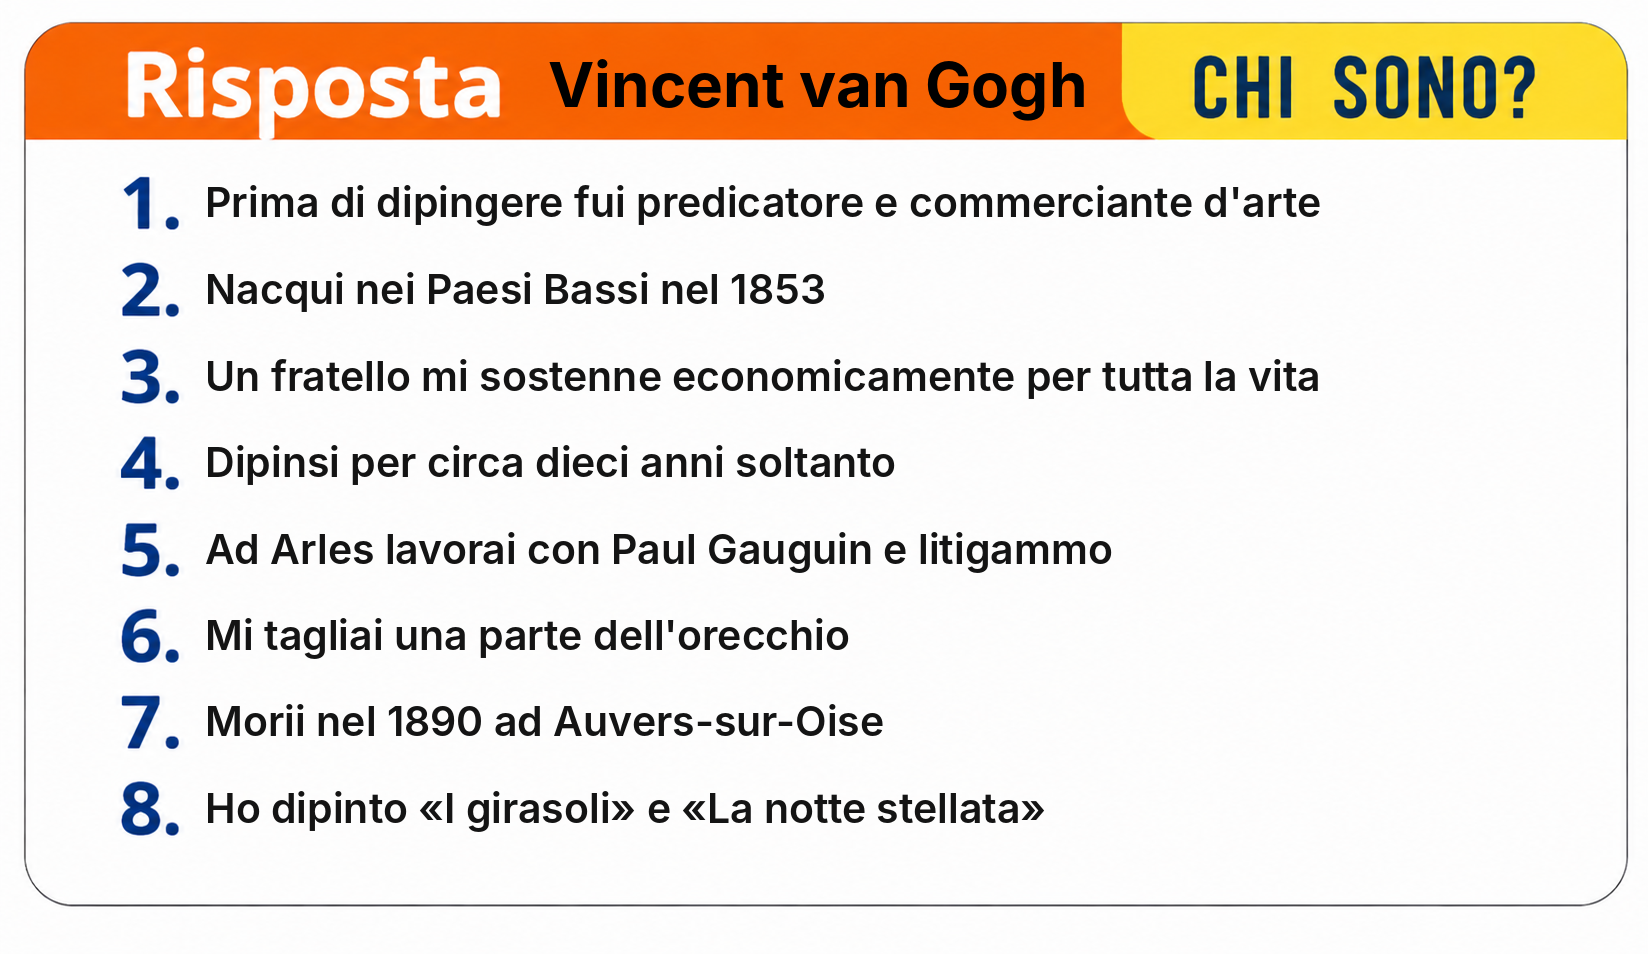 Risposta Vincent van Gogh CHI SONO?
1. Prima di dipingere fui predicatore e commerciante d'arte
2. Nacqui nei Paesi Bassi nel 1853
3. Un fratello mi sostenne economicamente per tutta la vita
4. Dipinsi per circa dieci anni soltanto
5. Ad Arles lavorai con Paul Gauguin e litigammo
6. Mi tagliai una parte dell'orecchio
7. Morii nel 1890 ad Auvers-sur-Oise
8. Ho dipinto «I girasoli» e «La notte stellata»